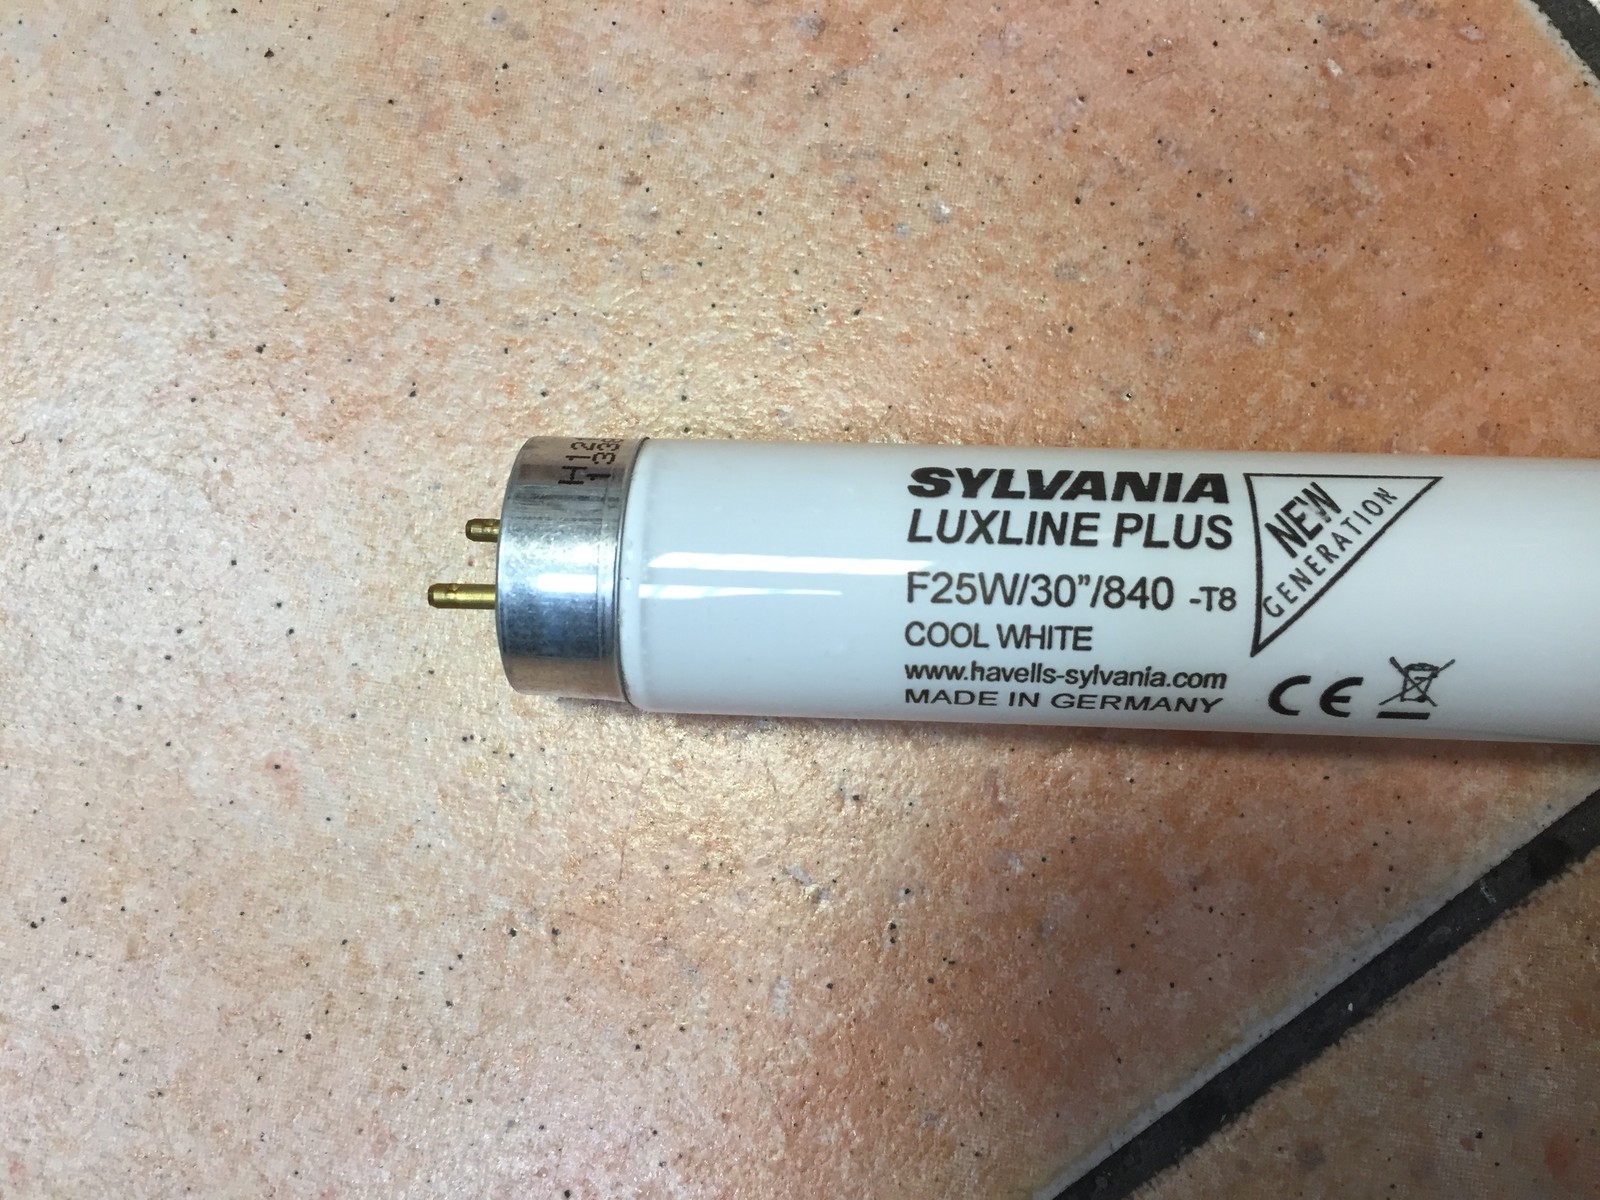 SYLVANIA
LUXLINE PLUS
F25W/30"/840 -T8
COOL WHITE
www.havells-sylvania.com
MADE IN GERMANY
NEW
GENERATION
CE